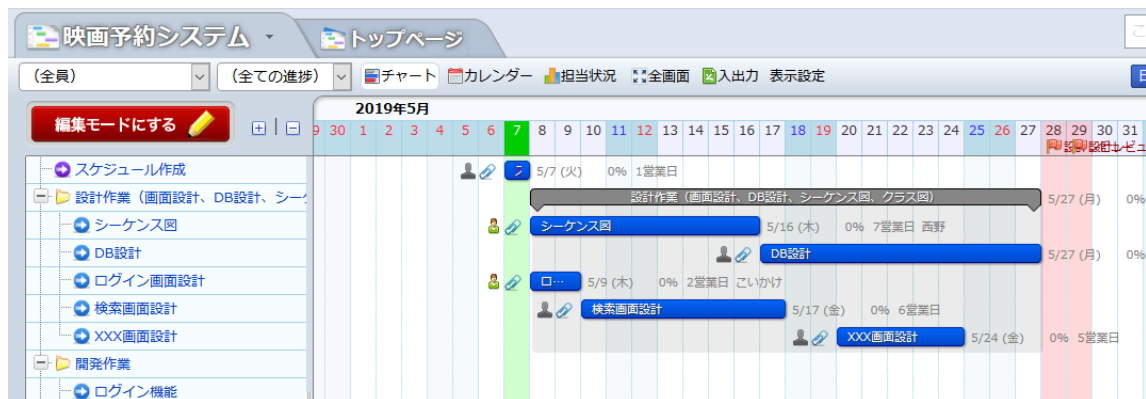 映画予約システム トップページ
(全員) (全ての進捗) チャート カレンダー 担当状況 全画面 入出力 表示設定
編集モードにする
2019年5月
9 30 1 2 3 4 5 6 7 8 9 10 11 12 13 14 15 16 17 18 19 20 21 22 23 24 25 26 27 28 29 30 31
スケジュール作成 5/7 (火) 0% 1営業日
設計作業（画面設計、DB設計、シー 設計作業（画面設計、DB設計、シーケンス図、クラス図） 5/27 (月) 0%
シーケンス図 シーケンス図 5/16 (木) 0% 7営業日 西野
DB設計 DB設計 5/27 (月) 0%
ログイン画面設計 ロ… 5/9 (木) 0% 2営業日 こいかけ
検索画面設計 検索画面設計 5/17 (金) 0% 6営業日
XXX画面設計 XXX画面設計 5/24 (金) 0% 5営業日
開発作業
ログイン機能